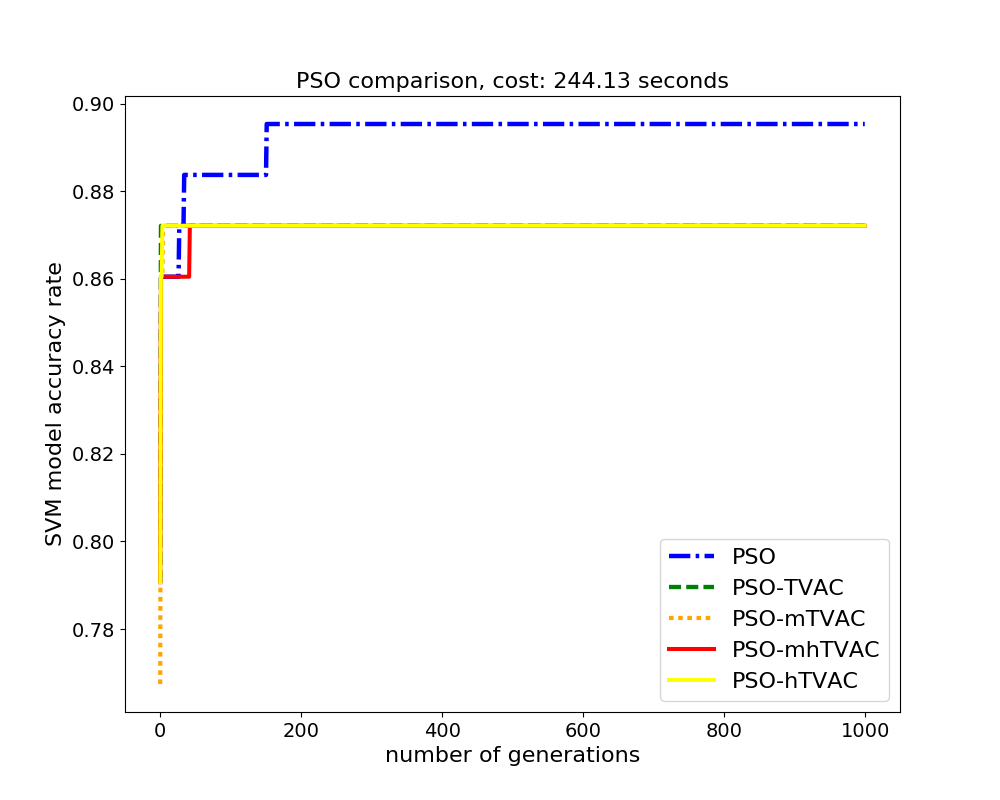 PSO comparison, cost: 244.13 seconds
SVM model accuracy rate
0.90
0.88
0.86
0.84
0.82
0.80
0.78
PSO
PSO-TVAC
PSO-mTVAC
PSO-mhTVAC
PSO-hTVAC
0 200 400 600 800 1000
number of generations